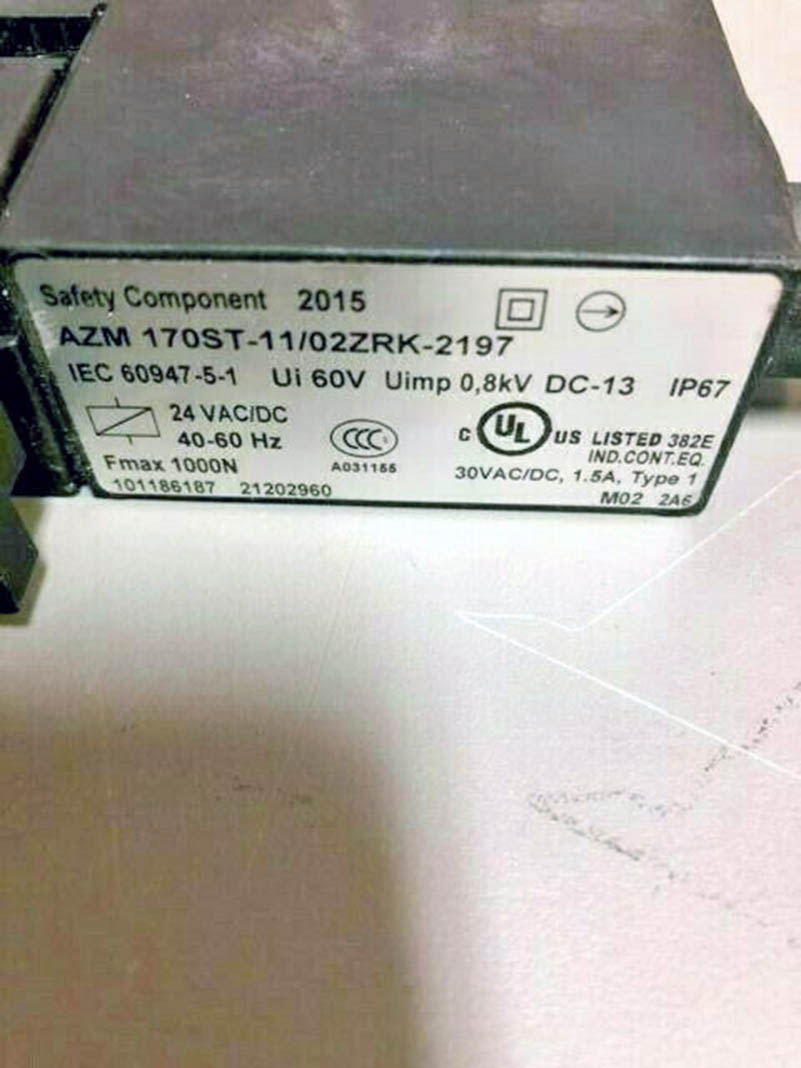 Safety Component 2015
AZM 170ST-11/02ZRK-2197
IEC 60947-5-1 Ui 60V Uimp 0,8kV DC-13 IP67
24 VAC/DC
40-60 Hz
Fmax 1000N
101186187 21202960
CCC
A031155
C UL US LISTED 382E
IND.CONT.EQ.
30VAC/DC, 1.5A, Type 1
M02 2A6